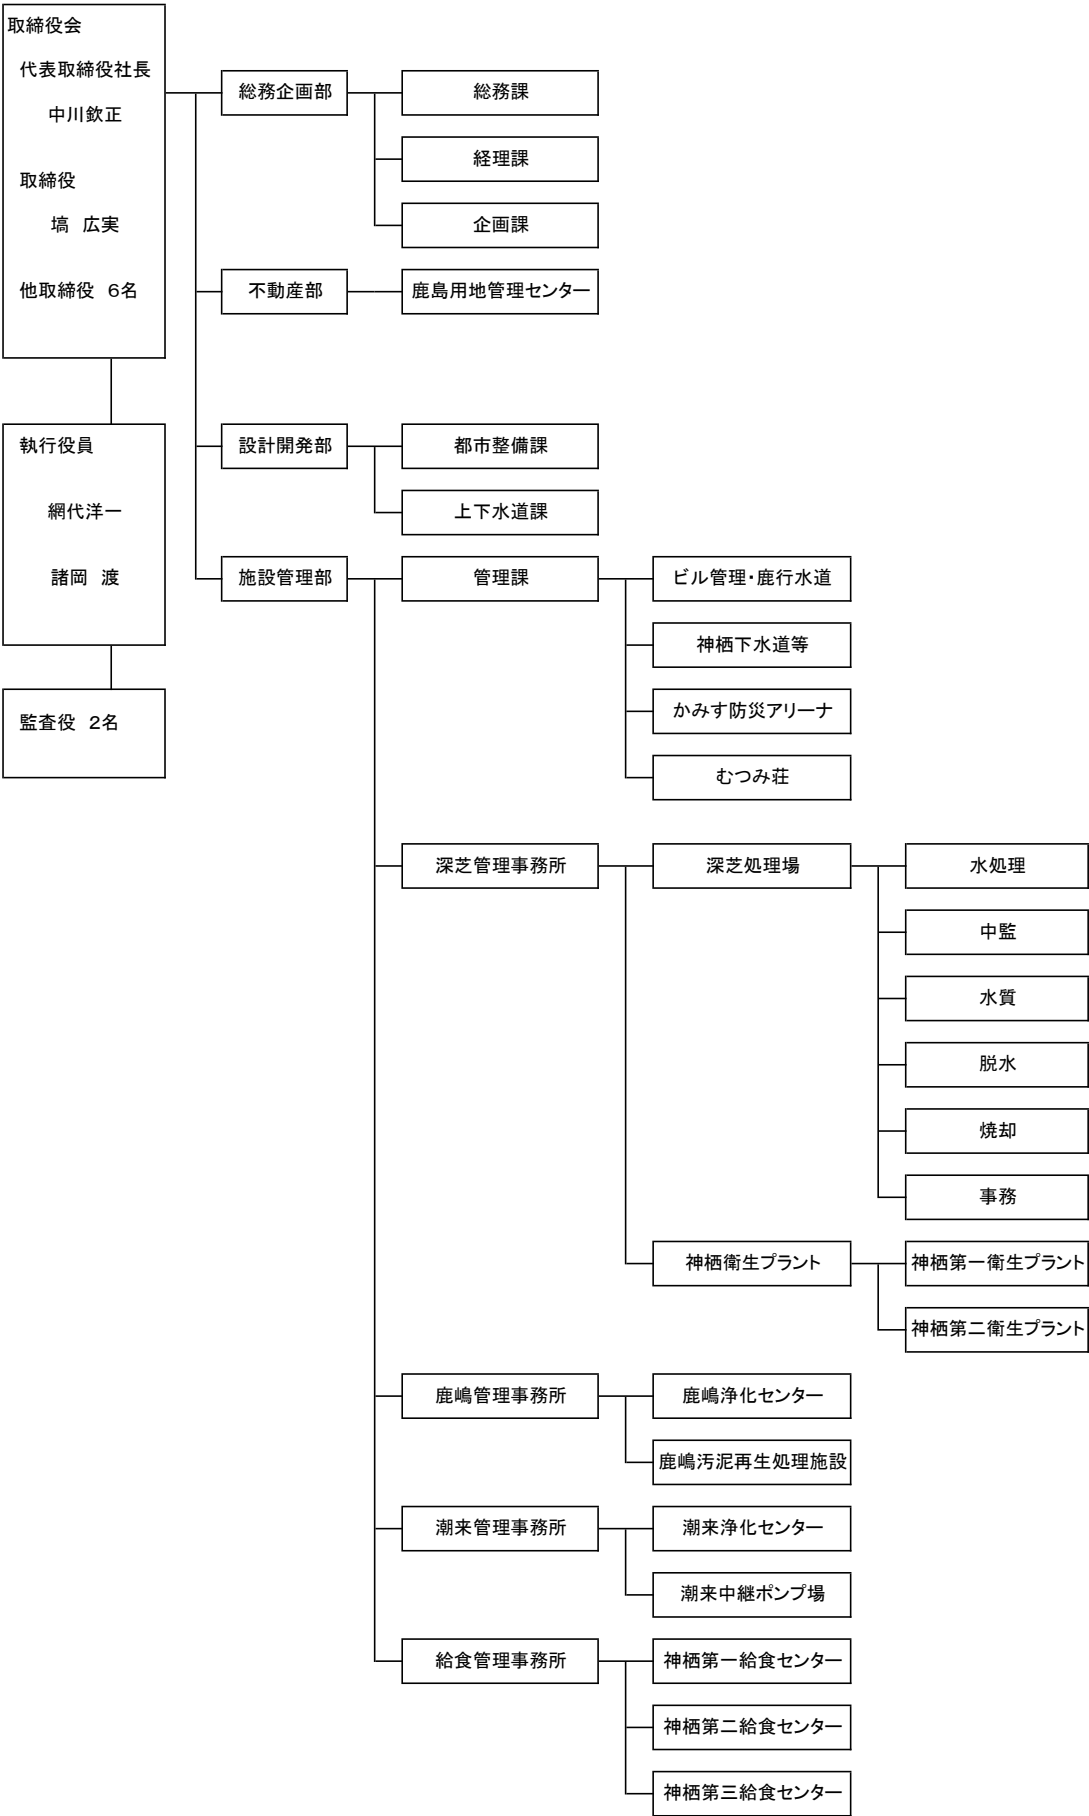 取締役会
代表取締役社長
中川欽正
取締役
塙 広実
他取締役 6名
執行役員
網代洋一
諸岡 渡
監査役 2名
総務企画部
総務課
経理課
企画課
不動産部
鹿島用地管理センター
設計開発部
都市整備課
上下水道課
施設管理部
管理課
ビル管理・鹿行水道
神栖下水道等
かみす防災アリーナ
むつみ荘
深芝管理事務所
深芝処理場
水処理
中監
水質
脱水
焼却
事務
神栖衛生プラント
神栖第一衛生プラント
神栖第二衛生プラント
鹿嶋管理事務所
鹿嶋浄化センター
鹿嶋汚泥再生処理施設
潮来管理事務所
潮来浄化センター
潮来中継ポンプ場
給食管理事務所
神栖第一給食センター
神栖第二給食センター
神栖第三給食センター